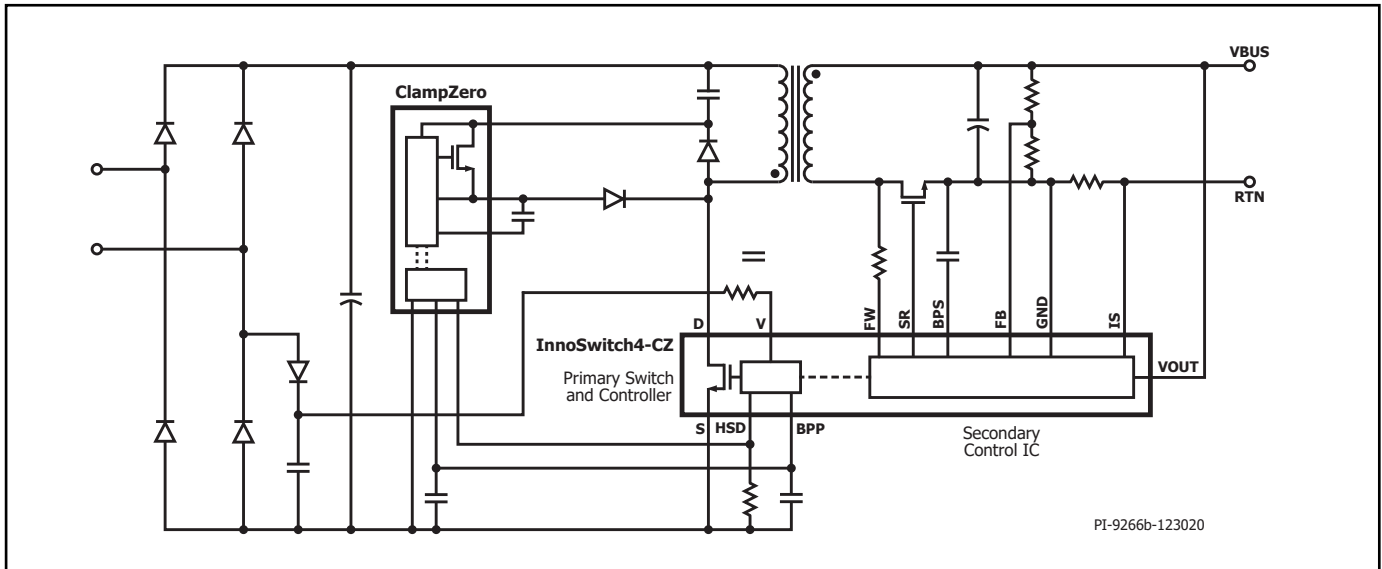 VBUS
ClampZero
RTN
D
V
FW
SR
BPS
FB
GND
IS
InnoSwitch4-CZ
VOUT
Primary Switch
and Controller
S
HSD
BPP
Secondary
Control IC
PI-9266b-123020